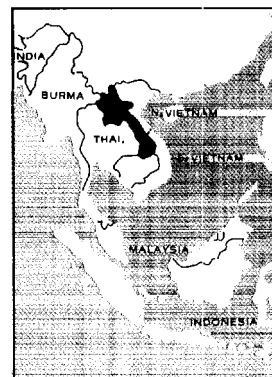 INDIA
BURMA
N. VIETNAM
THAI.
S. VIETNAM
MALAYSIA
INDONESIA